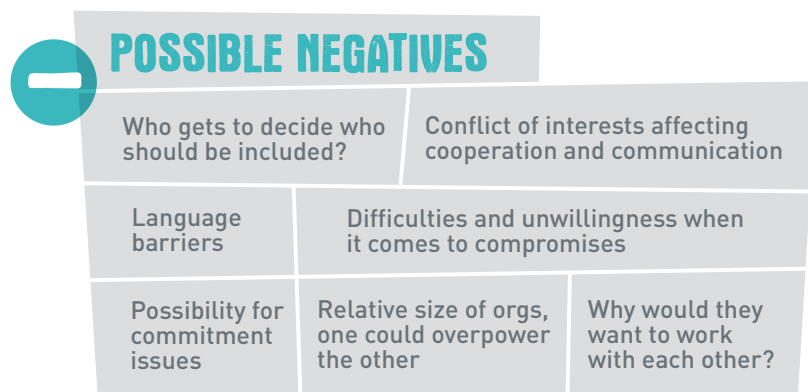 POSSIBLE NEGATIVES
Who gets to decide who
should be included?
Conflict of interests affecting
cooperation and communication
Language
barriers
Difficulties and unwillingness when
it comes to compromises
Possibility for
commitment
issues
Relative size of orgs,
one could overpower
the other
Why would they
want to work
with each other?